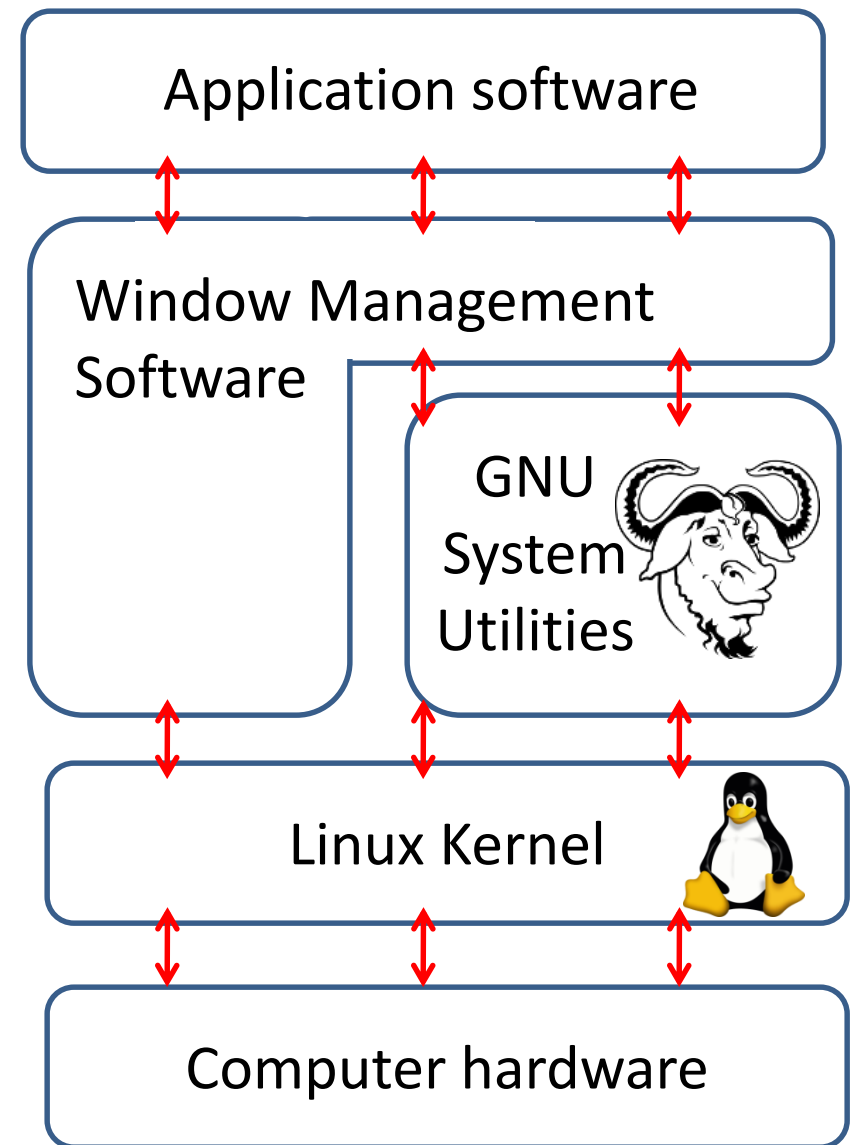 Application software
Window Management
Software
GNU
System
Utilities
Linux Kernel
Computer hardware